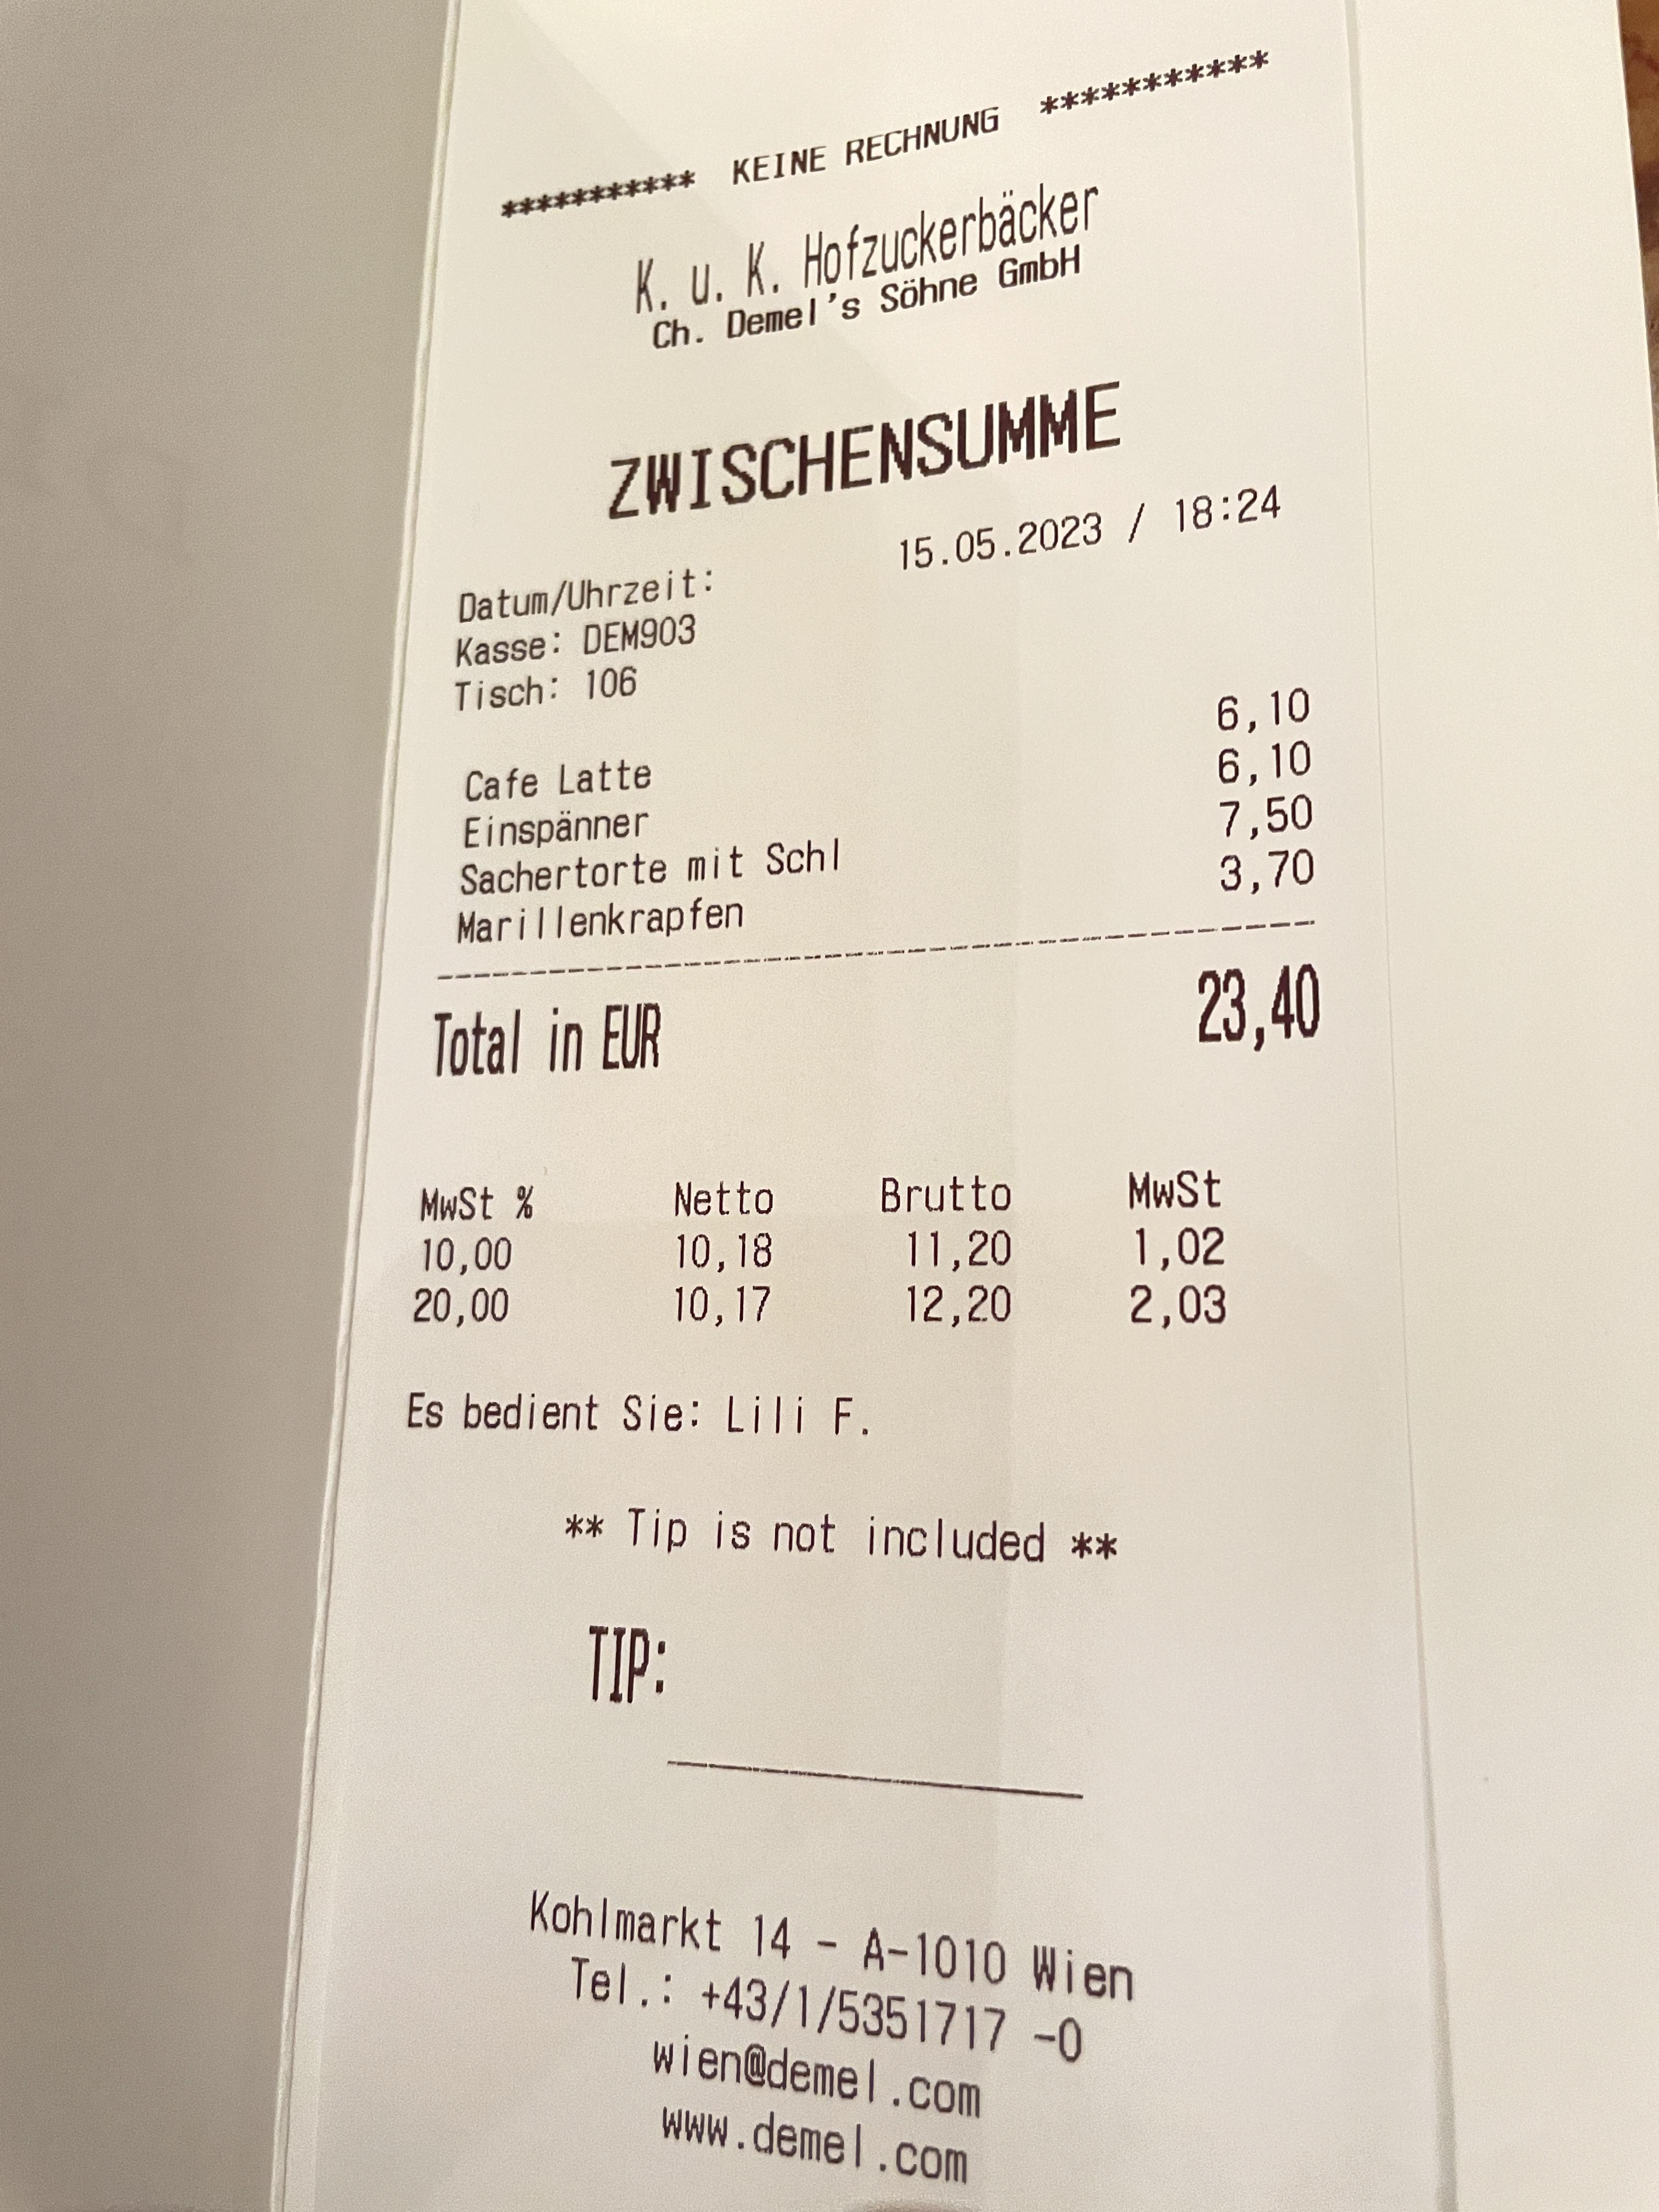 *********** KEINE RECHNUNG ***********
K. u. K. Hofzuckerbäcker
Ch. Demel's Söhne GmbH
ZWISCHENSUMME
Datum/Uhrzeit: 15.05.2023 / 18:24
Kasse: DEM903
Tisch: 106
Cafe Latte 6,10
Einspänner 6,10
Sachertorte mit Schl 7,50
Marillenkrapfen 3,70
Total in EUR 23,40
MwSt % Netto Brutto MwSt
10,00 10,18 11,20 1,02
20,00 10,17 12,20 2,03
Es bedient Sie: Lili F.
** Tip is not included **
TIP:
Kohlmarkt 14 - A-1010 Wien
Tel.: +43/1/5351717 -0
wien@demel.com
www.demel.com